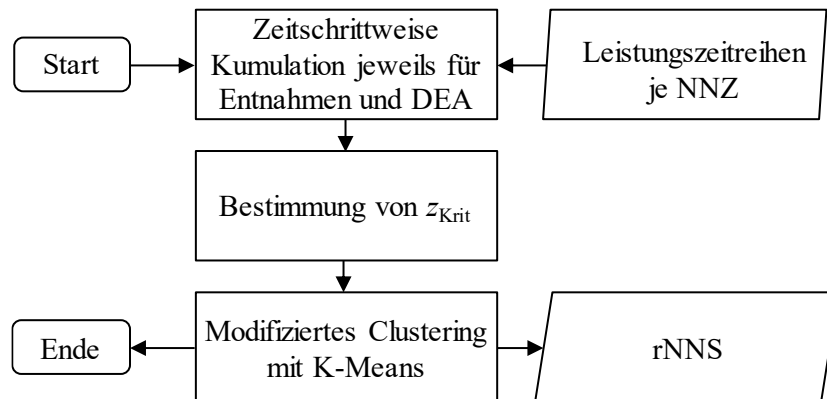 Start
Zeitschrittweise
Kumulation jeweils für
Entnahmen und DEA
Leistungszeitreihen
je NNZ
Bestimmung von zKrit
Ende
Modifiziertes Clustering
mit K-Means
rNNS